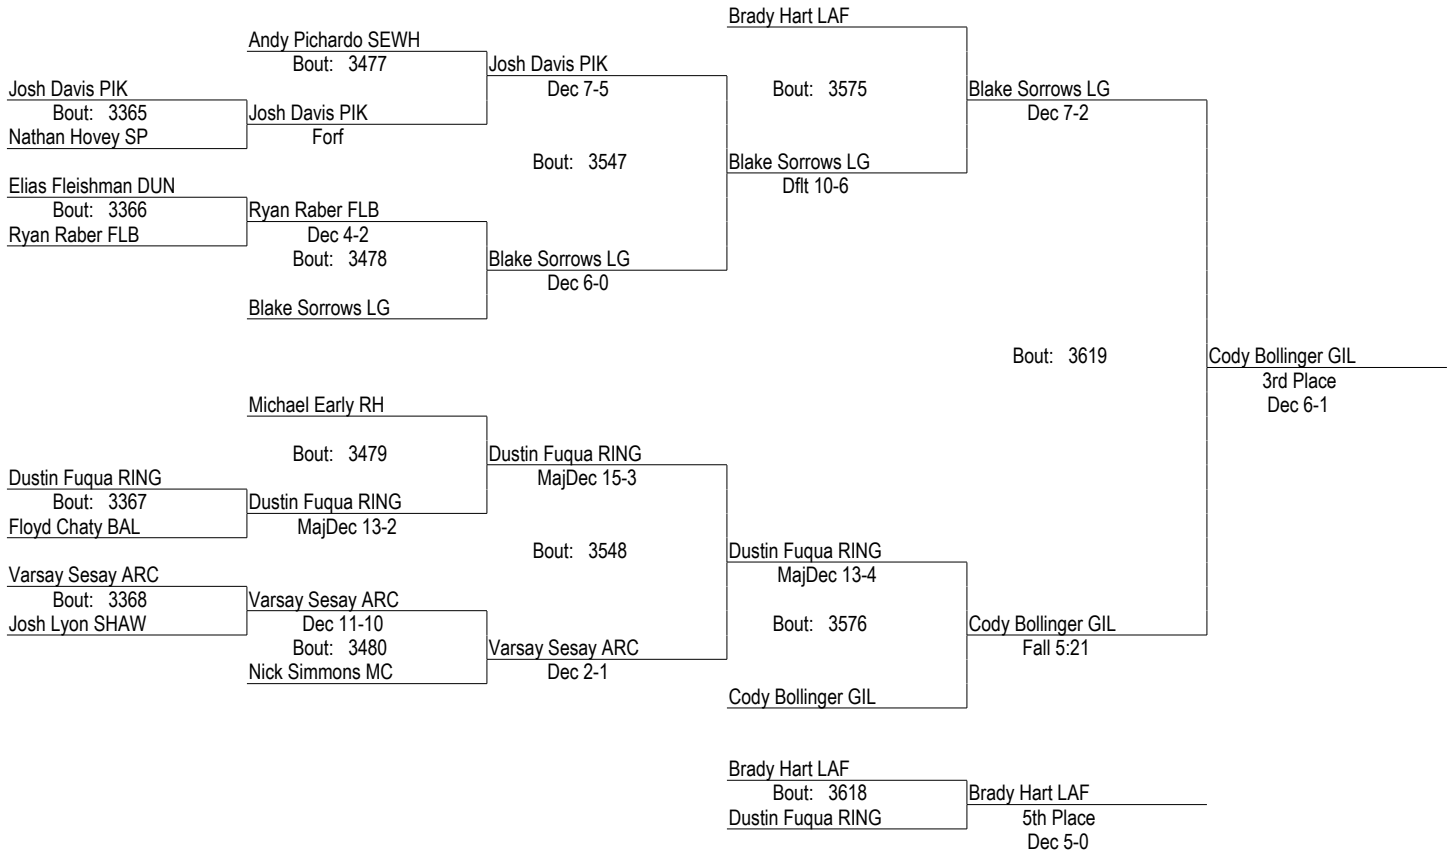 Brady Hart LAF
Andy Pichardo SEWH
Bout: 3477
Josh Davis PIK
Dec 7-5
Josh Davis PIK
Bout: 3365
Nathan Hovey SP
Josh Davis PIK
Forf
Bout: 3575
Blake Sorrows LG
Dec 7-2
Bout: 3547
Blake Sorrows LG
Dflt 10-6
Elias Fleishman DUN
Bout: 3366
Ryan Raber FLB
Ryan Raber FLB
Dec 4-2
Bout: 3478
Blake Sorrows LG
Dec 6-0
Blake Sorrows LG
Bout: 3619
Cody Bollinger GIL
3rd Place
Dec 6-1
Michael Early RH
Bout: 3479
Dustin Fuqua RING
MajDec 15-3
Dustin Fuqua RING
Bout: 3367
Floyd Chaty BAL
Dustin Fuqua RING
MajDec 13-2
Bout: 3548
Dustin Fuqua RING
MajDec 13-4
Varsay Sesay ARC
Bout: 3368
Josh Lyon SHAW
Varsay Sesay ARC
Dec 11-10
Bout: 3480
Nick Simmons MC
Varsay Sesay ARC
Dec 2-1
Bout: 3576
Cody Bollinger GIL
Fall 5:21
Cody Bollinger GIL
Brady Hart LAF
Bout: 3618
Dustin Fuqua RING
Brady Hart LAF
5th Place
Dec 5-0